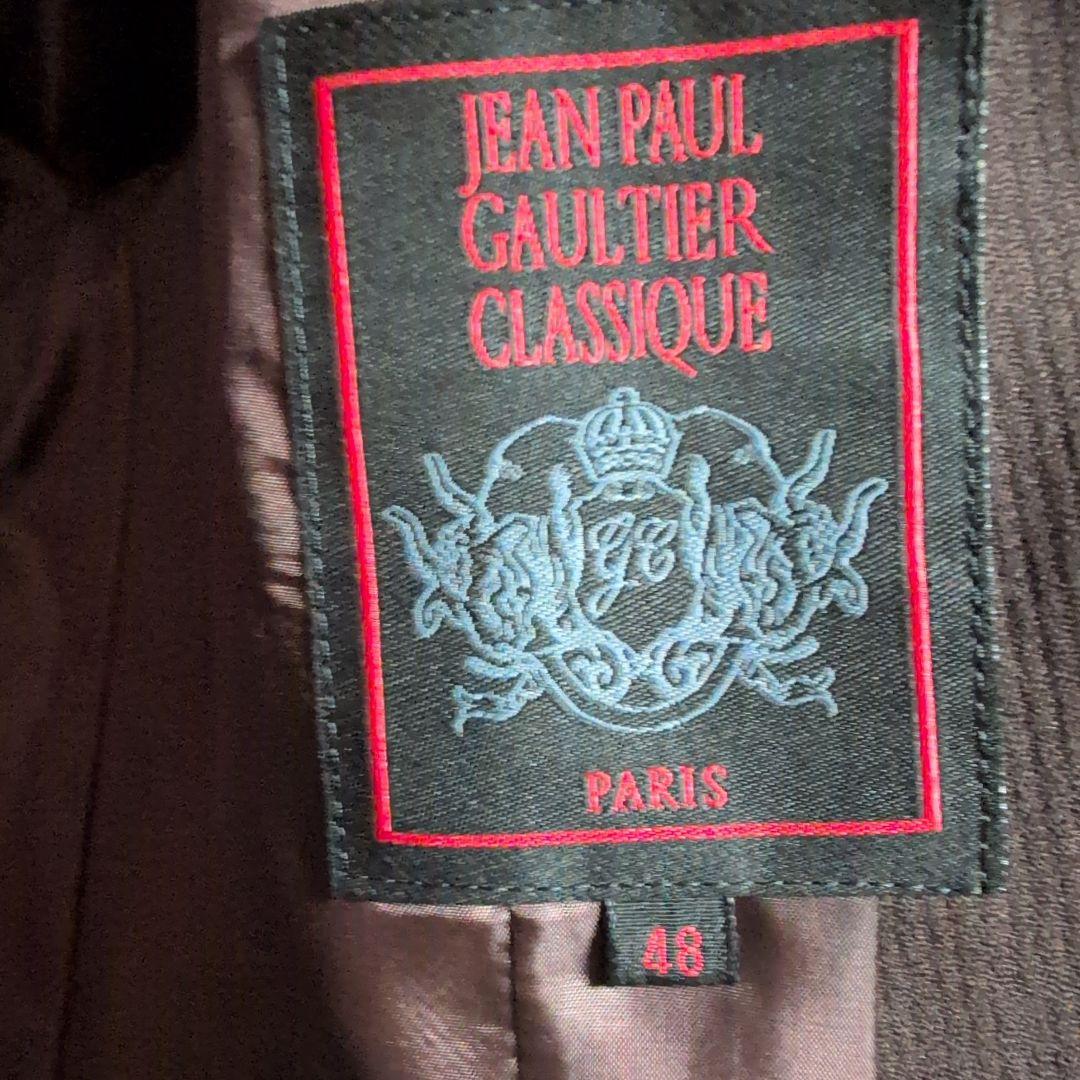 JEAN PAUL
GAULTIER
CLASSIQUE
PARIS
48